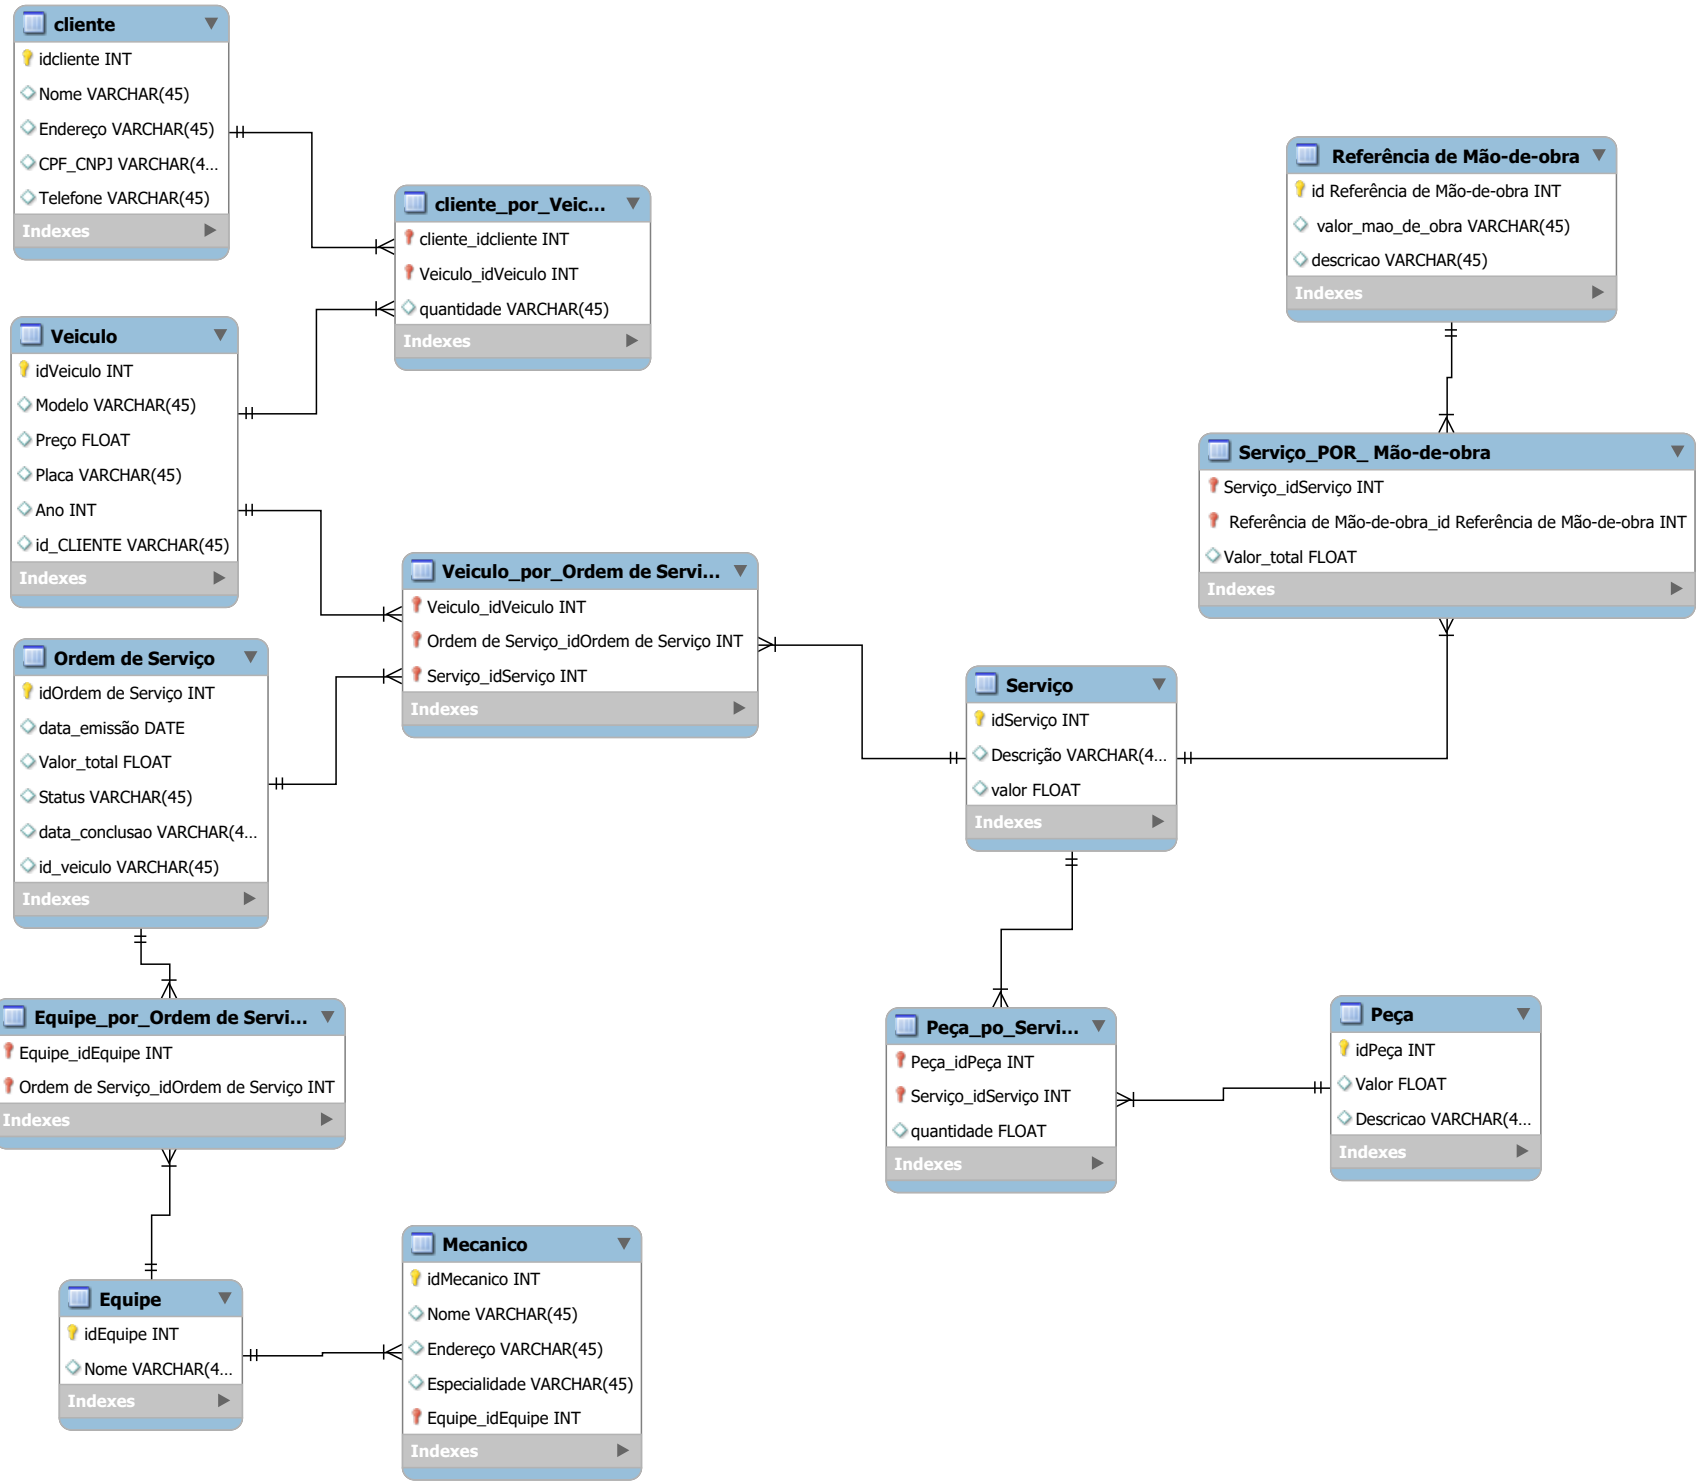 cliente
idcliente INT
Nome VARCHAR(45)
Endereço VARCHAR(45)
CPF_CNPJ VARCHAR(4...
Telefone VARCHAR(45)
Indexes
cliente_por_Veic...
cliente_idcliente INT
Veiculo_idVeiculo INT
quantidade VARCHAR(45)
Indexes
Referência de Mão-de-obra
id Referência de Mão-de-obra INT
valor_mao_de_obra VARCHAR(45)
descricao VARCHAR(45)
Indexes
Veiculo
idVeiculo INT
Modelo VARCHAR(45)
Preço FLOAT
Placa VARCHAR(45)
Ano INT
id_CLIENTE VARCHAR(45)
Indexes
Serviço_POR_ Mão-de-obra
Serviço_idServiço INT
Referência de Mão-de-obra_id Referência de Mão-de-obra INT
Valor_total FLOAT
Indexes
Veiculo_por_Ordem de Servi...
Veiculo_idVeiculo INT
Ordem de Serviço_idOrdem de Serviço INT
Serviço_idServiço INT
Indexes
Ordem de Serviço
idOrdem de Serviço INT
data_emissão DATE
Valor_total FLOAT
Status VARCHAR(45)
data_conclusao VARCHAR(4...
id_veiculo VARCHAR(45)
Indexes
Serviço
idServiço INT
Descrição VARCHAR(4...
valor FLOAT
Indexes
Equipe_por_Ordem de Servi...
Equipe_idEquipe INT
Ordem de Serviço_idOrdem de Serviço INT
Indexes
Peça_po_Servi...
Peça_idPeça INT
Serviço_idServiço INT
quantidade FLOAT
Indexes
Peça
idPeça INT
Valor FLOAT
Descricao VARCHAR(4...
Indexes
Equipe
idEquipe INT
Nome VARCHAR(4...
Indexes
Mecanico
idMecanico INT
Nome VARCHAR(45)
Endereço VARCHAR(45)
Especialidade VARCHAR(45)
Equipe_idEquipe INT
Indexes